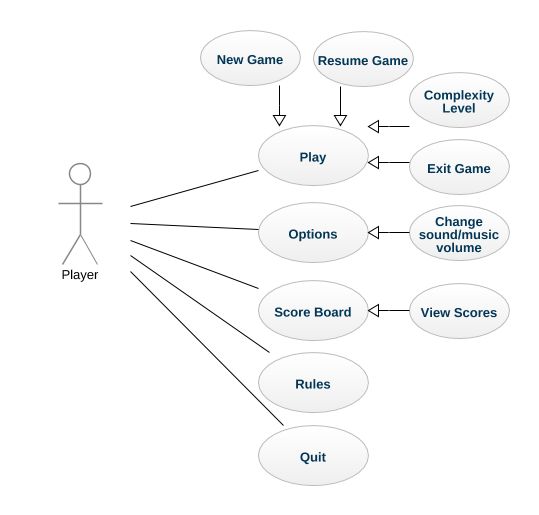 New Game
Resume Game
Complexity
Level
Play
Exit Game
Options
Change
sound/music
volume
Player
Score Board
View Scores
Rules
Quit